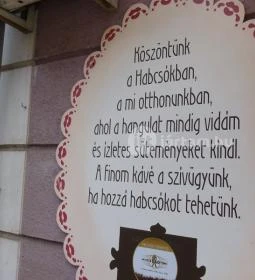 Köszöntünk
a Habcsókban,
a mi otthonunkban,
ahol a hangulat mindig vidám
és ízletes süteményeket kínál.
A finom kávé a szívügyünk,
ha hozzá habcsókot tehetünk.